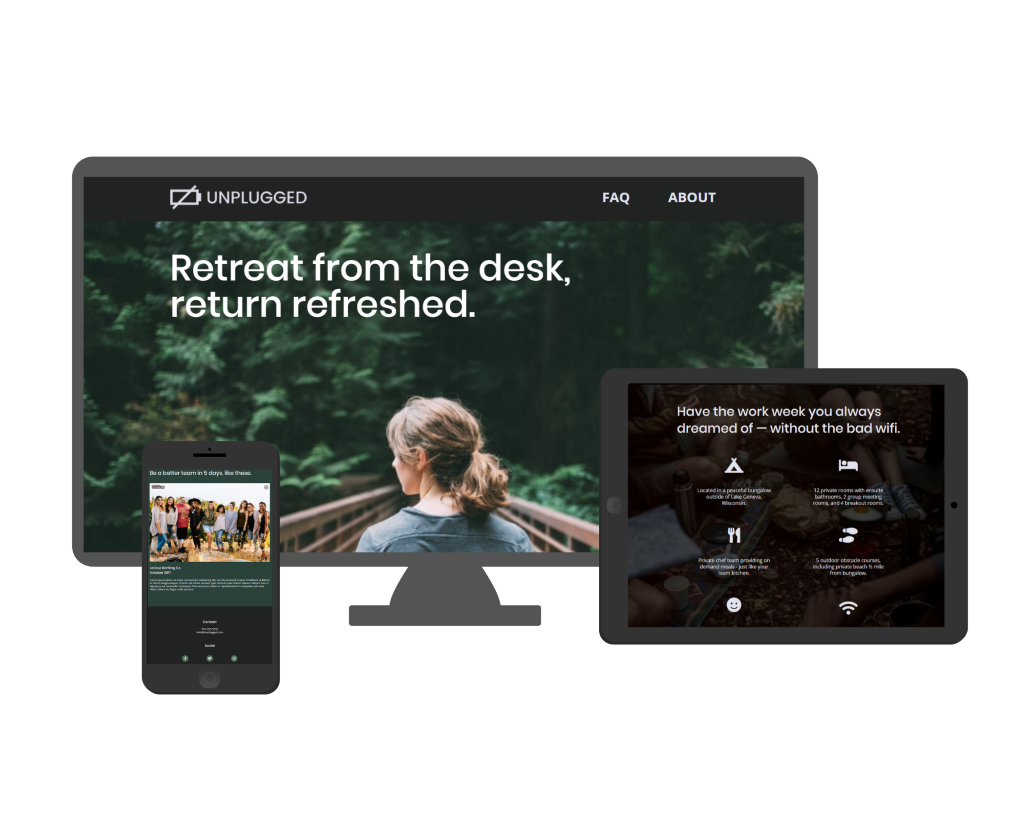 UNPLUGGED
FAQ
ABOUT
Retreat from the desk,
return refreshed.
Have the work week you always
dreamed of — without the bad wifi.
Located in a peaceful bungalow
outside of Lake Geneva,
Wisconsin.
12 private rooms with ensuite
bathrooms, 2 group meeting
rooms, and 4 breakout rooms.
Private chef team providing on
demand meals - just like your
team kitchen.
5 outdoor obstacle courses,
including private beach ½ mile
from bungalow.
Be a better team in 5 days, like these.
October 2017
Contact
Social